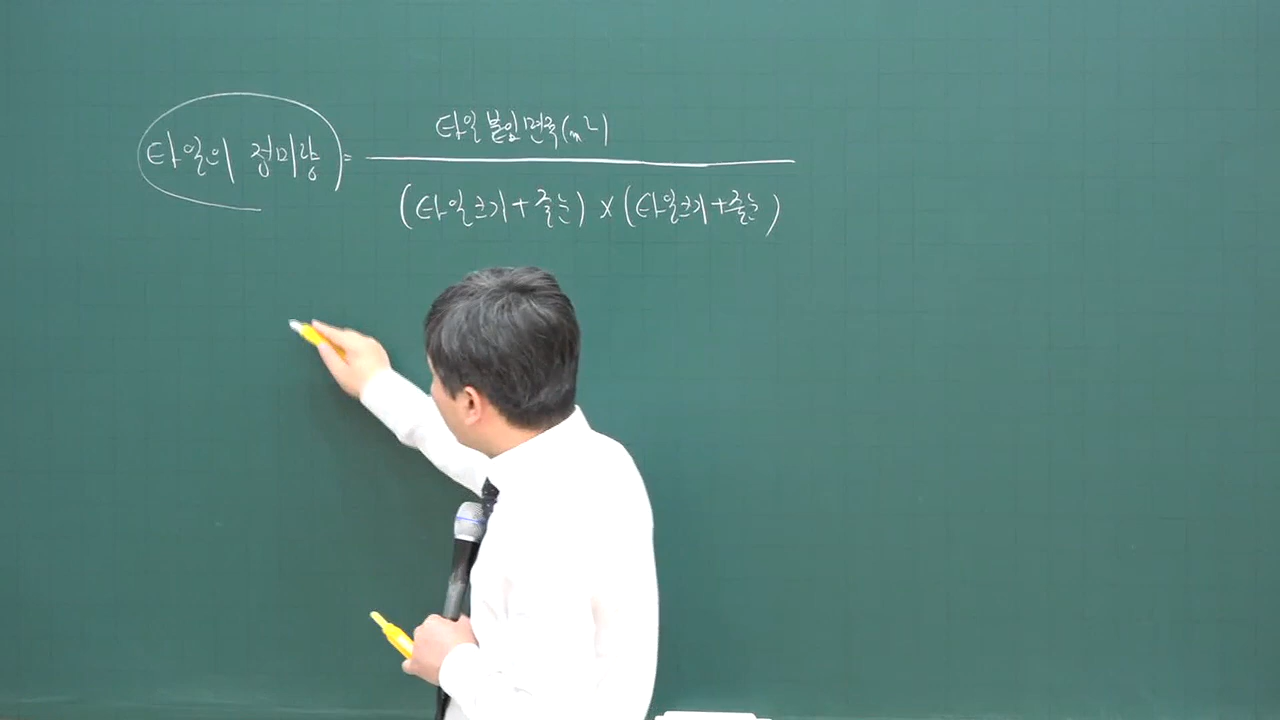 타일 붙임면적(m²)
타일의 정미량 =
(타일크기+줄눈) x (타일크기+줄눈)